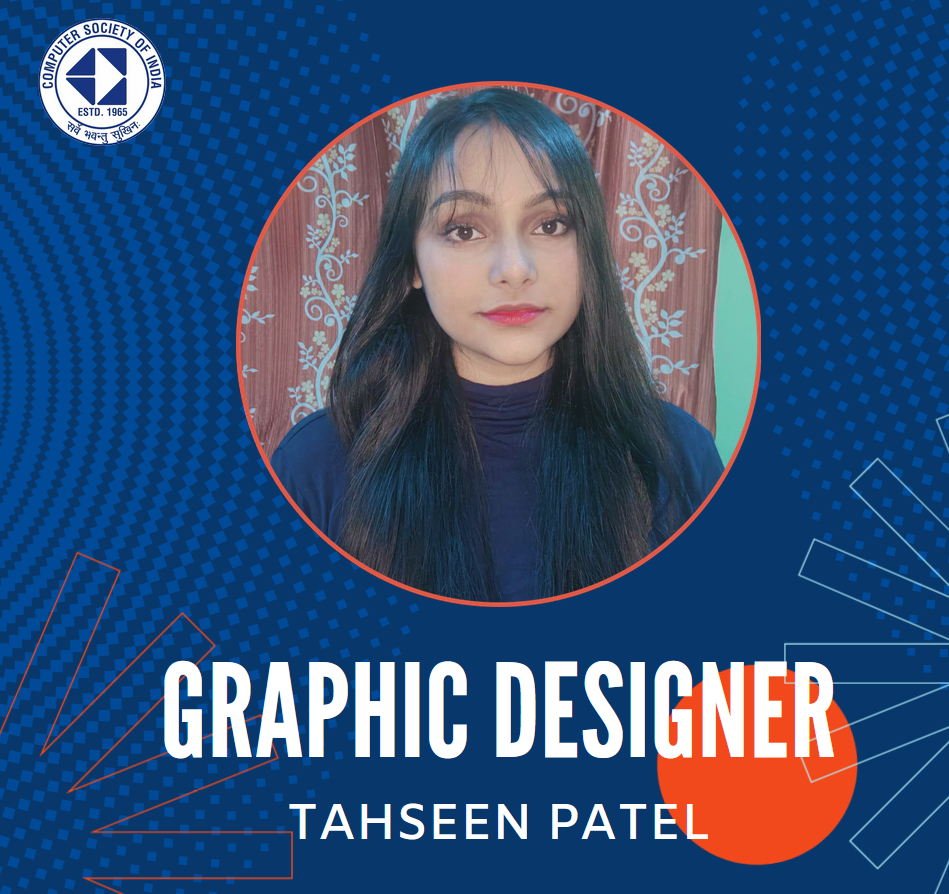 COMPUTER SOCIETY OF INDIA
ESTD. 1965
सर्वे भवन्तु सुखिनः
GRAPHIC DESIGNER
TAHSEEN PATEL